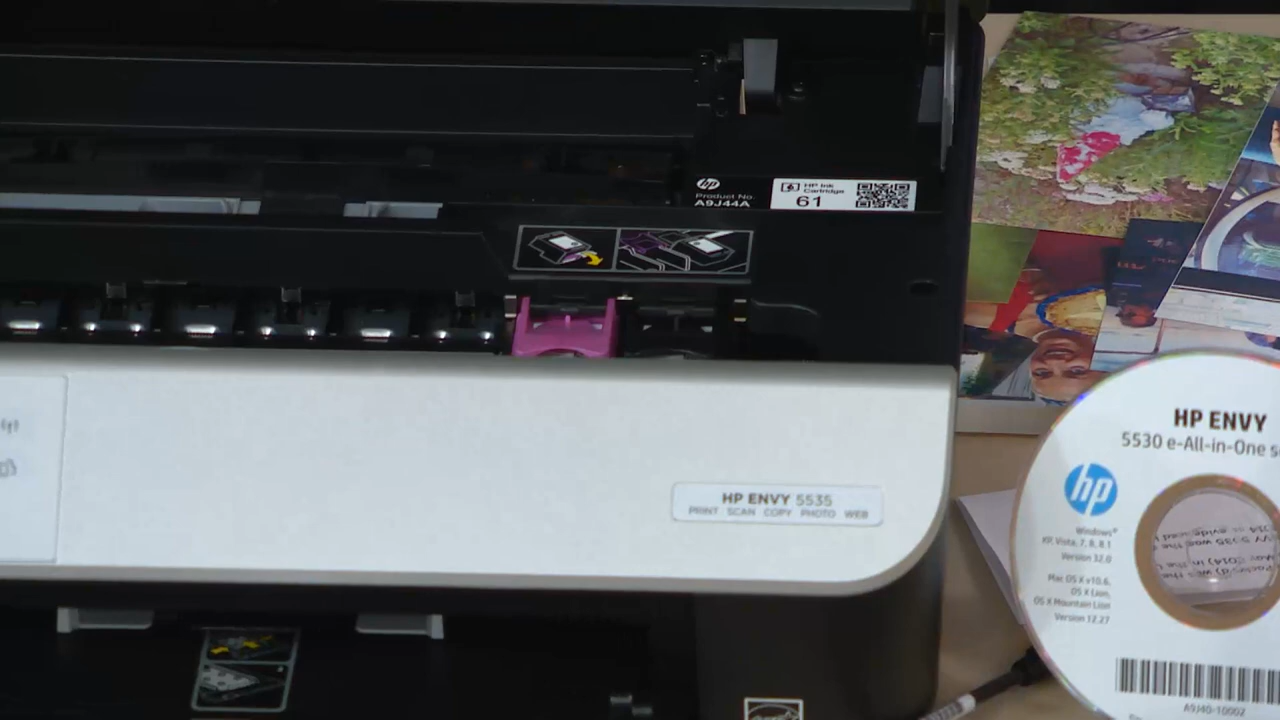 hp
Product No.
A9J44A
HP Ink
Cartridge
61
HP ENVY 5535
PRINT SCAN COPY PHOTO WEB
HP ENVY
5530 e-All-in-One
hp
Windows®
XP, Vista, 7, 8, 8.1
Version 32.0
Mac OS X v10.6,
OS X Lion,
OS X Mountain Lion
Version 12.27
A9J40-10002